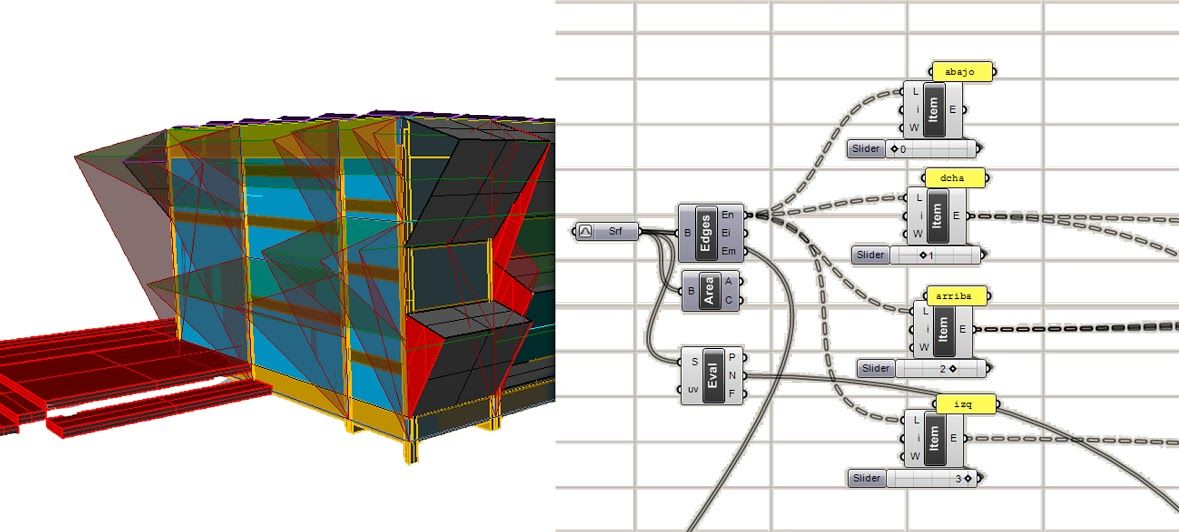 abajo
L
i
W
Item
E
Slider
0
dcha
L
i
W
Item
E
Slider
1
Srf
B
Edges
En
Ei
Em
B
Area
A
C
arriba
L
i
W
Item
E
Slider
2
S
uv
Eval
P
N
F
izq
L
i
W
Item
E
Slider
3